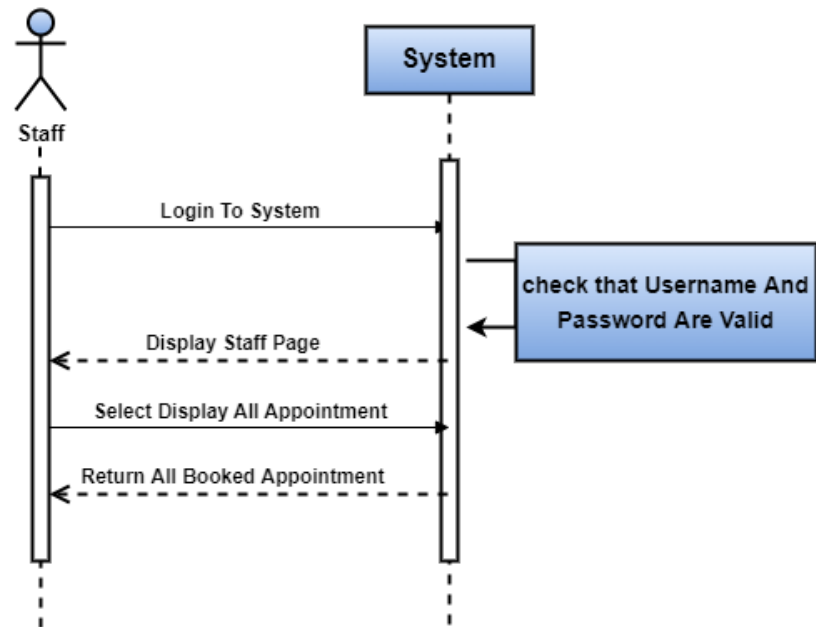 System
Staff
Login To System
check that Username And
Password Are Valid
Display Staff Page
Select Display All Appointment
Return All Booked Appointment